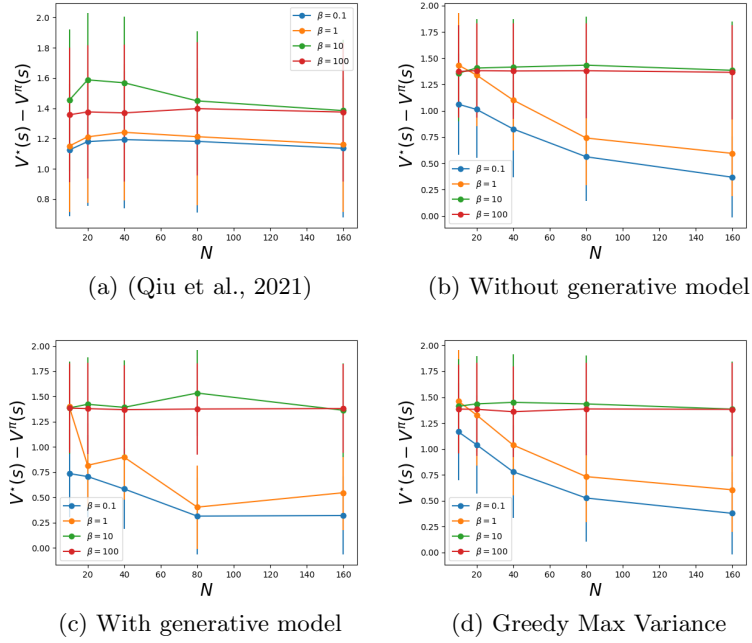 2.0
1.8
1.6
1.4
1.2
1.0
0.8
20 40 60 80 100 120 140 160
V*(s) − V^π(s)
N
β = 0.1
β = 1
β = 10
β = 100
(a) (Qiu et al., 2021)
2.00
1.75
1.50
1.25
1.00
0.75
0.50
0.25
0.00
20 40 60 80 100 120 140 160
V*(s) − V^π(s)
N
β = 0.1
β = 1
β = 10
β = 100
(b) Without generative model
2.00
1.75
1.50
1.25
1.00
0.75
0.50
0.25
0.00
20 40 60 80 100 120 140 160
V*(s) − V^π(s)
N
β = 0.1
β = 1
β = 10
β = 100
(c) With generative model
2.00
1.75
1.50
1.25
1.00
0.75
0.50
0.25
0.00
20 40 60 80 100 120 140 160
V*(s) − V^π(s)
N
β = 0.1
β = 1
β = 10
β = 100
(d) Greedy Max Variance